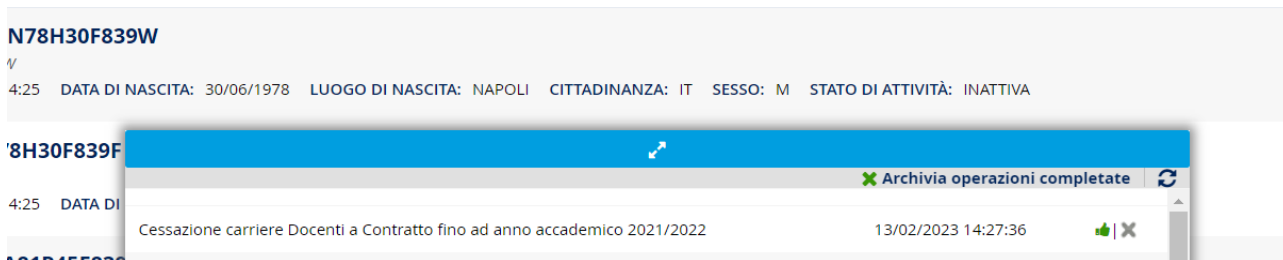 N78H30F839W
W
4:25 DATA DI NASCITA: 30/06/1978 LUOGO DI NASCITA: NAPOLI CITTADINANZA: IT SESSO: M STATO DI ATTIVITÀ: INATTIVA
'8H30F839F
Archivia operazioni completate
4:25 DATA DI
Cessazione carriere Docenti a Contratto fino ad anno accademico 2021/2022 13/02/2023 14:27:36